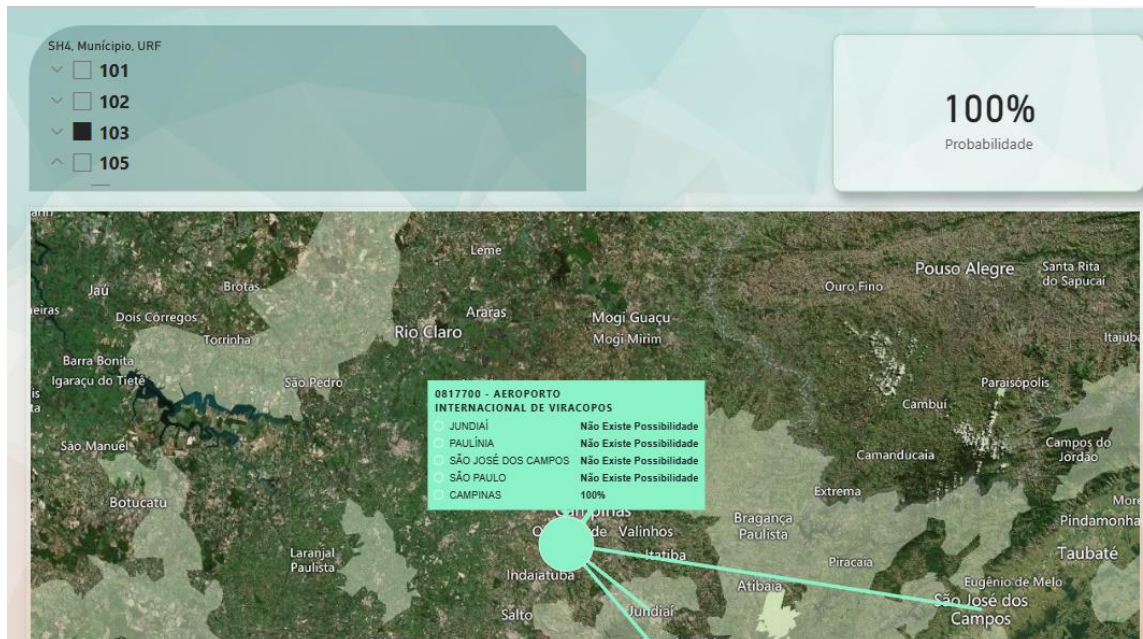 SH4, Munícipio, URF
101
102
103
105
100%
Probabilidade
Leme
Pouso Alegre
Santa Rita
do Sapucaí
Ouro Fino
Jaú
Brotas
Dois Córregos
Araras
Mogi Guaçu
Rio Claro
Mogi Mirim
Torrinha
Barra Bonita
Igaraçu do Tietê
São Pedro
Paraisópolis
Cambuí
0817700 - AEROPORTO
INTERNACIONAL DE VIRACOPOS
JUNDIAÍ Não Existe Possibilidade
PAULÍNIA Não Existe Possibilidade
SÃO JOSÉ DOS CAMPOS Não Existe Possibilidade
SÃO PAULO Não Existe Possibilidade
CAMPINAS 100%
São Manuel
Camanducaia
Campos do
Jordão
Botucatu
Extrema
Campinas
Valinhos
Bragança
Paulista
Pindamonha
Laranjal
Paulista
Itatiba
Piracaia
Taubaté
Indaiatuba
Atibaia
Eugênio de Melo
São José dos
Campos
Salto
Jundiaí